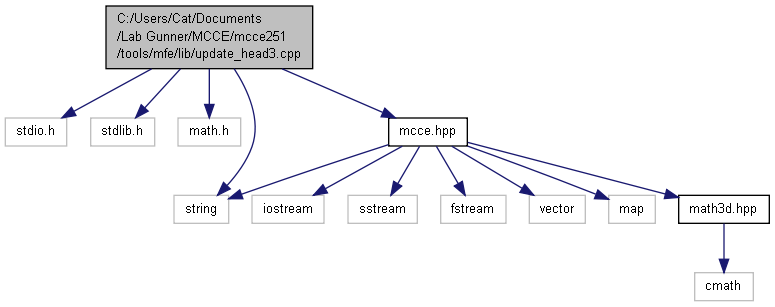 C:/Users/Cat/Documents
/Lab Gunner/MCCE/mcce251
/tools/mfe/lib/update_head3.cpp
stdio.h
stdlib.h
math.h
mcce.hpp
string
iostream
sstream
fstream
vector
map
math3d.hpp
cmath